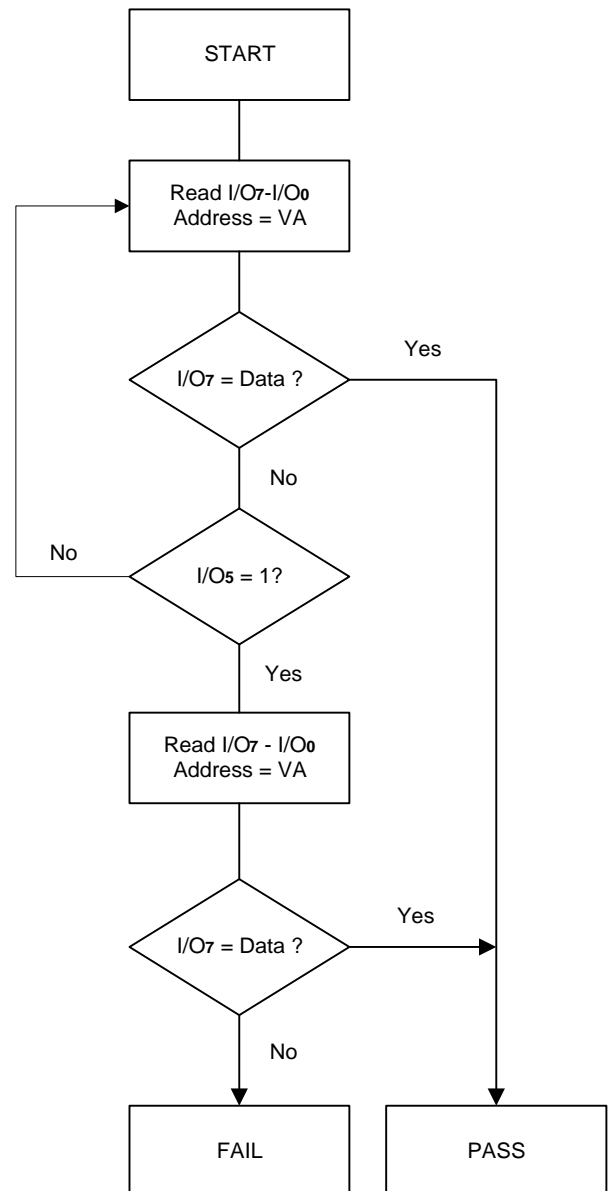 START
Read I/O7-I/O0
Address = VA
Yes
I/O7 = Data ?
No
No
I/O5 = 1?
Yes
Read I/O7 - I/O0
Address = VA
Yes
I/O7 = Data ?
No
FAIL
PASS